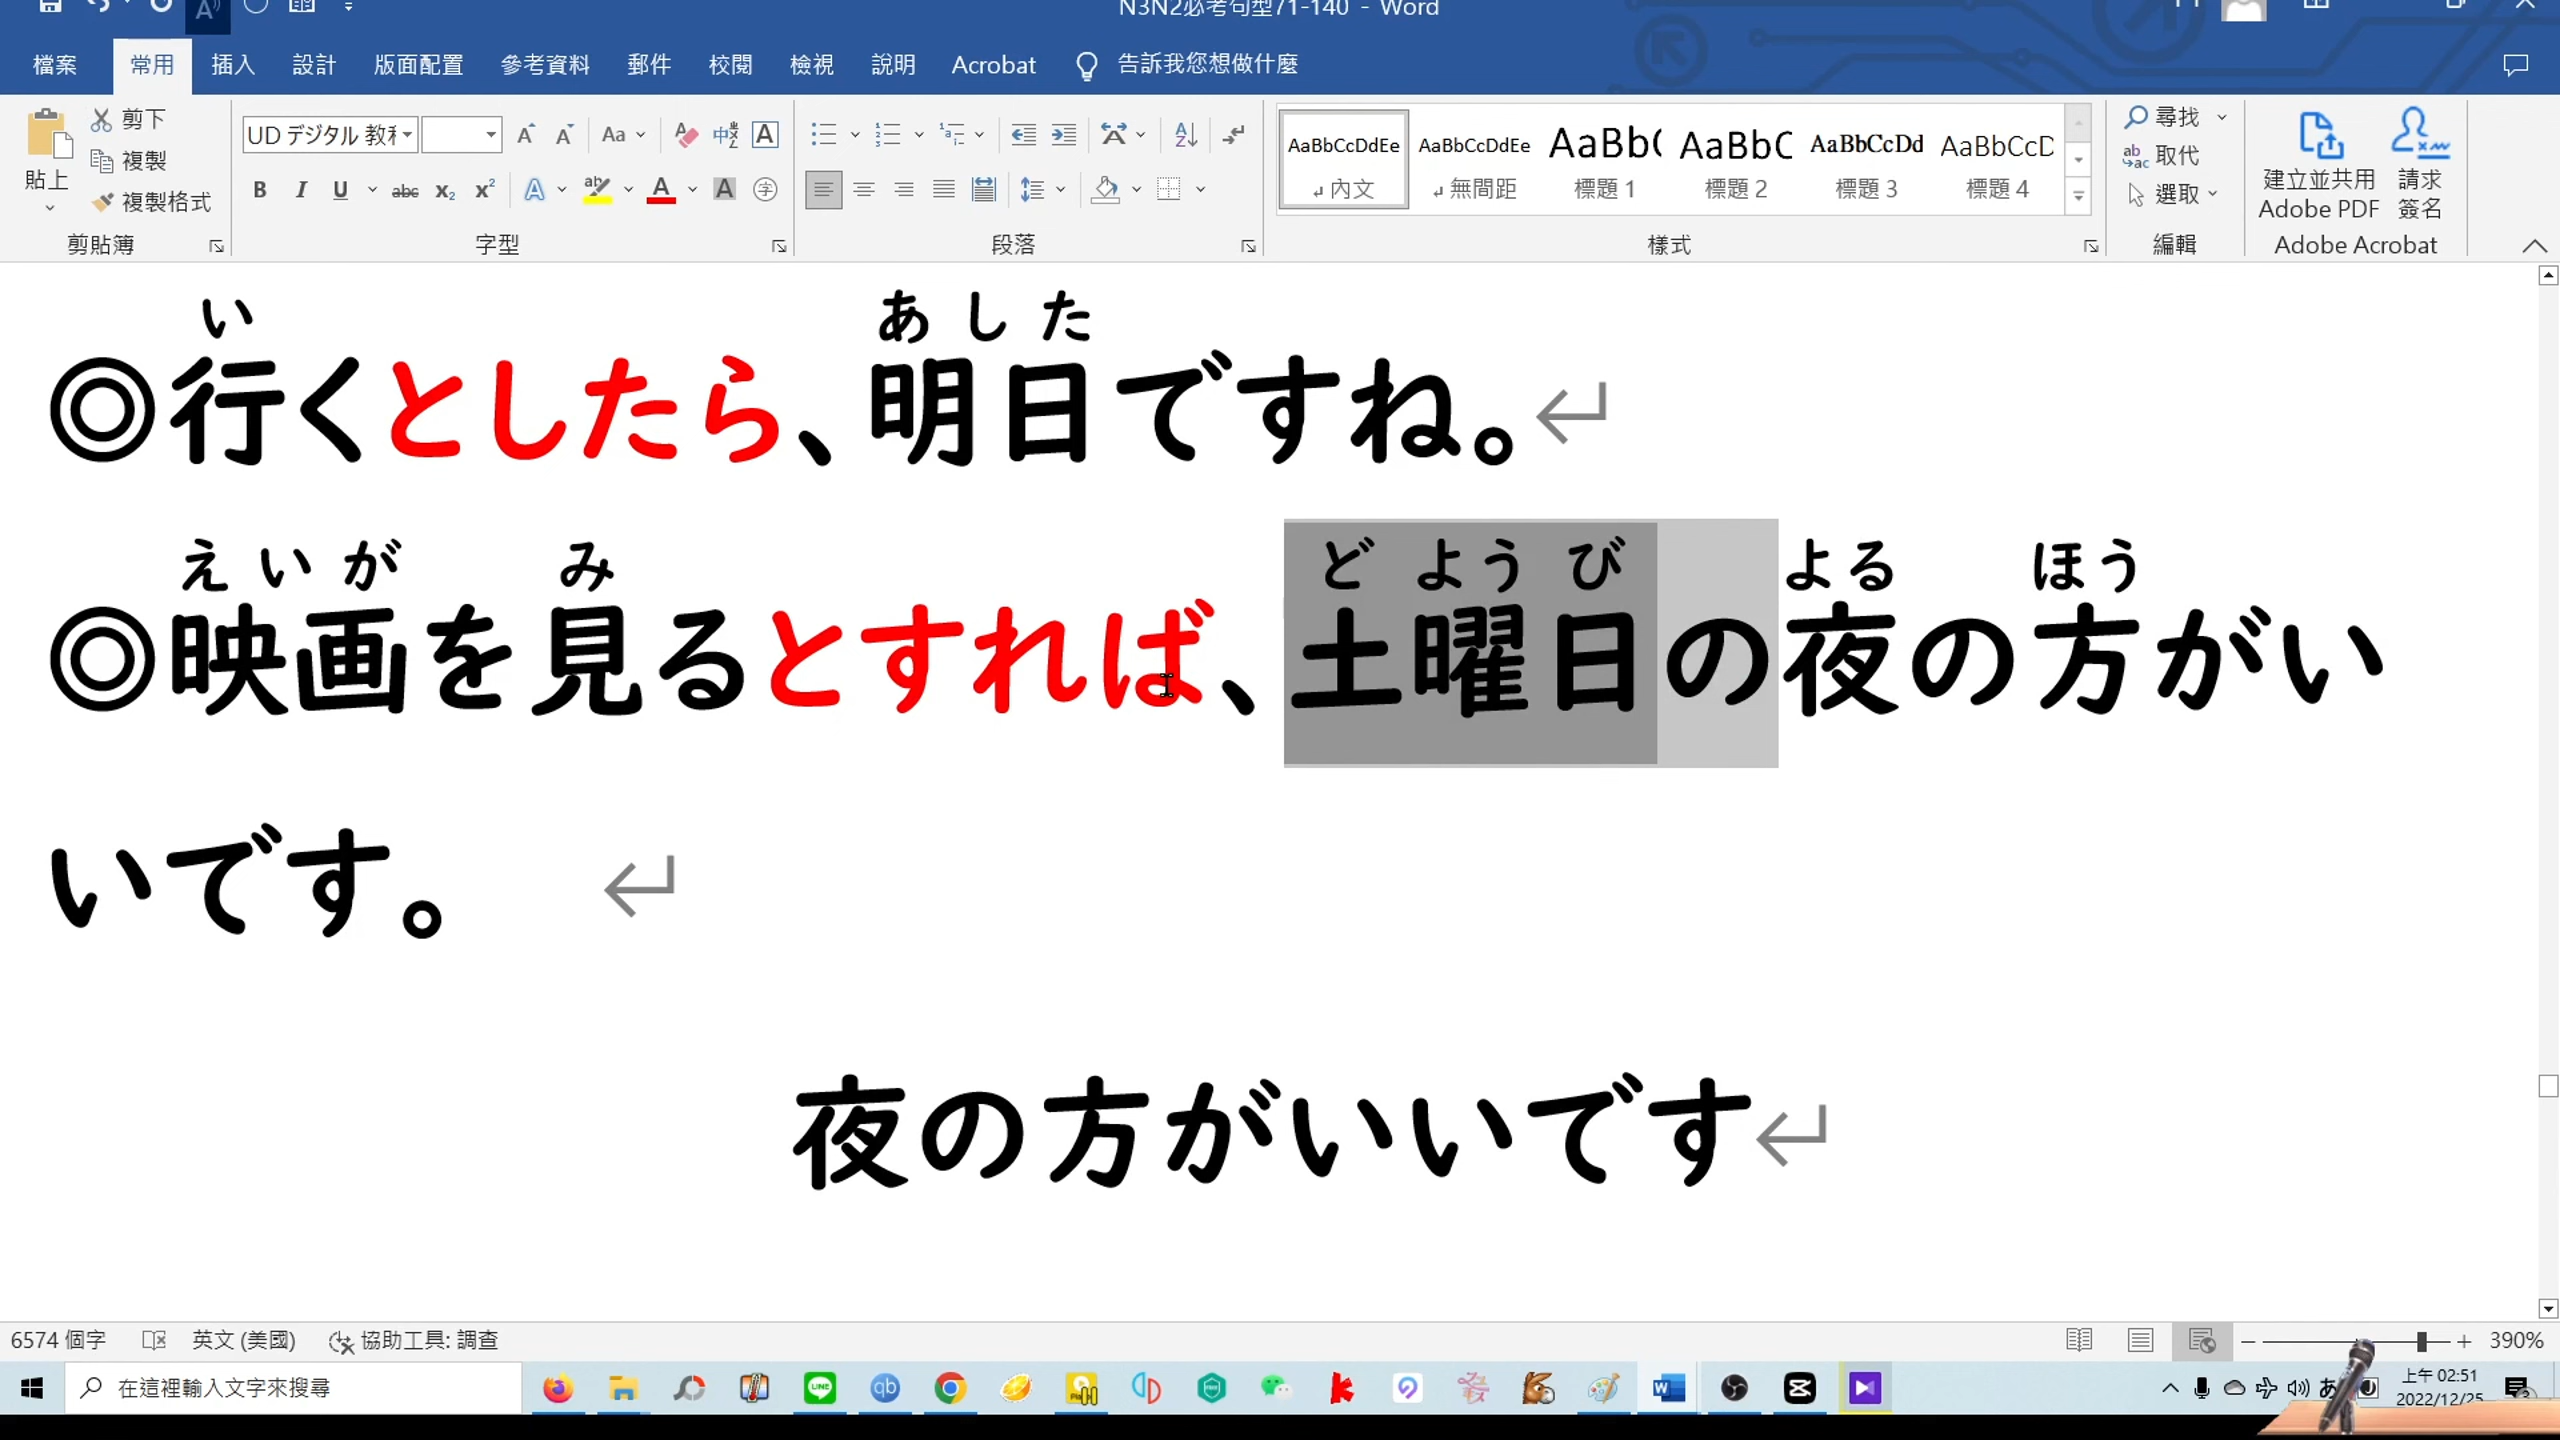 N3N2必考句型71-140 - Word
檔案 常用 插入 設計 版面配置 參考資料 郵件 校閱 檢視 說明 Acrobat 告訴我您想做什麼
剪下
複製
複製格式
貼上
剪貼簿
UD デジタル 教
字型
段落
AaBbCcDdEe AaBbCcDdEe AaBb( AaBbC AaBbCcDd AaBbCcD
內文 無間距 標題 1 標題 2 標題 3 標題 4
樣式
尋找
取代
選取
編輯
建立並共用 Adobe PDF
請求 簽名
Adobe Acrobat
い あした
◎行くとしたら、明日ですね。
えいが み どようび よる ほう
◎映画を見るとすれば、土曜日の夜の方がい
いです。
夜の方がいいです
6574 個字 英文 (美國) 協助工具: 調查 390%
在這裡輸入文字來搜尋
上午 02:51
2022/12/25